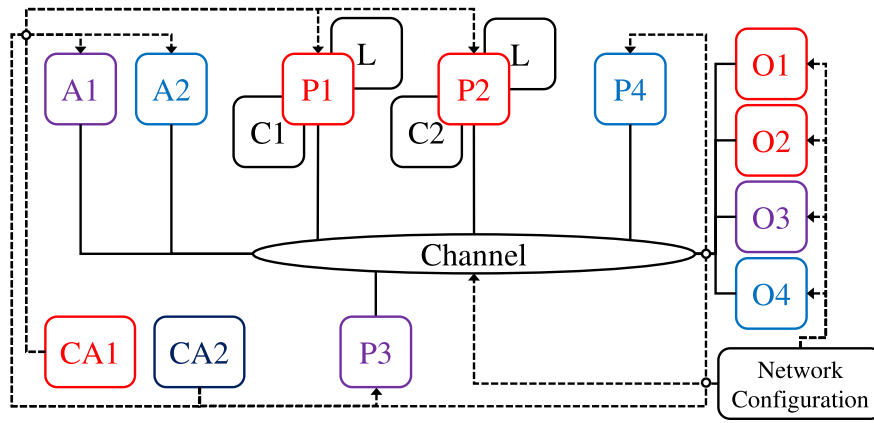 L
L
O1
A1
A2
P1
P2
P4
C1
C2
O2
O3
Channel
O4
CA1
CA2
P3
Network
Configuration